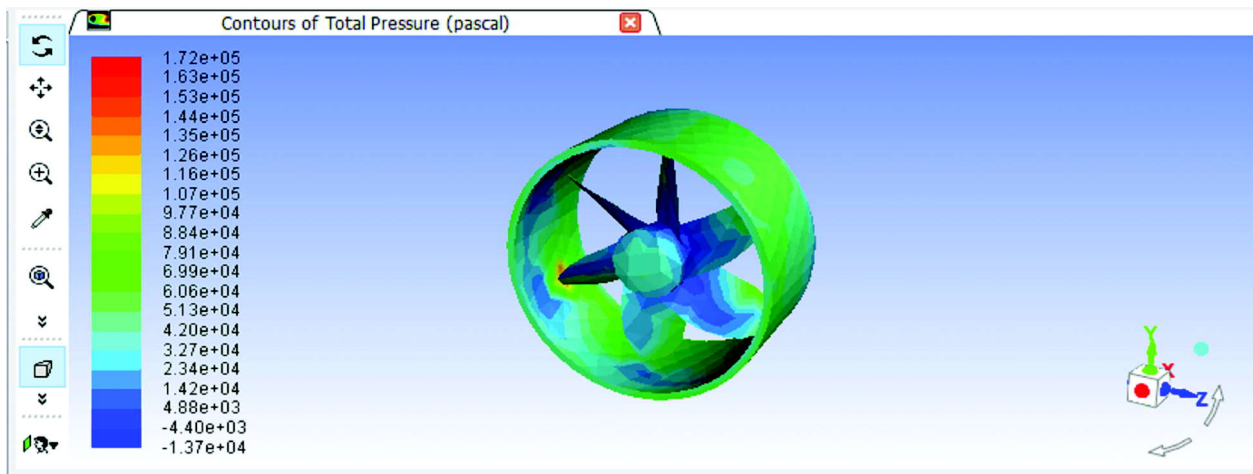 Contours of Total Pressure (pascal)
1.72e+05
1.63e+05
1.53e+05
1.44e+05
1.35e+05
1.26e+05
1.16e+05
1.07e+05
9.77e+04
8.84e+04
7.91e+04
6.99e+04
6.06e+04
5.13e+04
4.20e+04
3.27e+04
2.34e+04
1.42e+04
4.88e+03
-4.40e+03
-1.37e+04
Y
X
Z